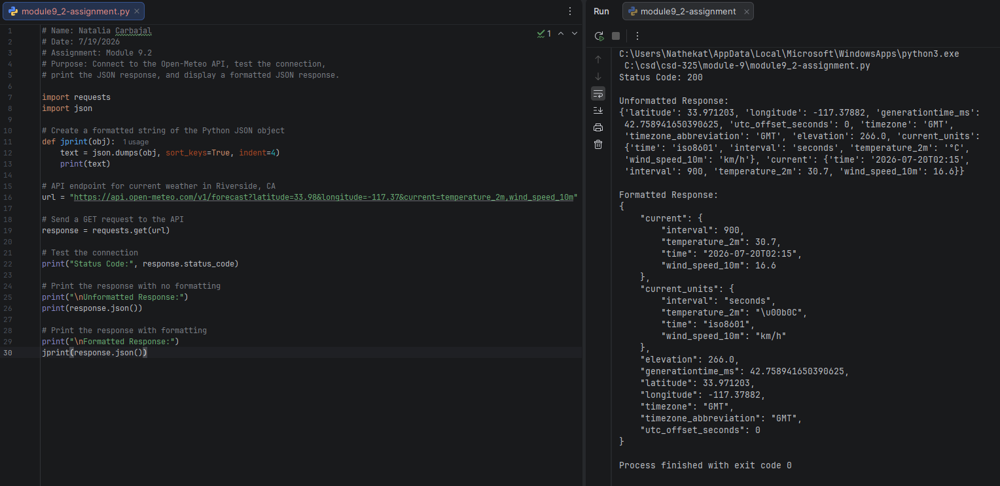 module9_2-assignment.py
1 # Name: Natalia Carbajal
2 # Date: 7/19/2026
3 # Assignment: Module 9.2
4 # Purpose: Connect to the Open-Meteo API, test the connection,
5 # print the JSON response, and display a formatted JSON response.
6
7 import requests
8 import json
9
10 # Create a formatted string of the Python JSON object
11 def jprint(obj): 1 usage
12     text = json.dumps(obj, sort_keys=True, indent=4)
13     print(text)
14
15 # API endpoint for current weather in Riverside, CA
16 url = "https://api.open-meteo.com/v1/forecast?latitude=33.98&longitude=-117.37&current=temperature_2m,wind_speed_10m"
17
18 # Send a GET request to the API
19 response = requests.get(url)
20
21 # Test the connection
22 print("Status Code:", response.status_code)
23
24 # Print the response with no formatting
25 print("\nUnformatted Response:")
26 print(response.json())
27
28 # Print the response with formatting
29 print("\nFormatted Response:")
30 jprint(response.json())
1
Run module9_2-assignment
C:\Users\Nathekat\AppData\Local\Microsoft\WindowsApps\python3.exe
C:\csd\csd-325\module-9\module9_2-assignment.py
Status Code: 200

Unformatted Response:
{'latitude': 33.971203, 'longitude': -117.37882, 'generationtime_ms':
42.758941650390625, 'utc_offset_seconds': 0, 'timezone': 'GMT',
'timezone_abbreviation': 'GMT', 'elevation': 266.0, 'current_units':
{'time': 'iso8601', 'interval': 'seconds', 'temperature_2m': '°C',
'wind_speed_10m': 'km/h'}, 'current': {'time': '2026-07-20T02:15',
'interval': 900, 'temperature_2m': 30.7, 'wind_speed_10m': 16.6}}

Formatted Response:
{
    "current": {
        "interval": 900,
        "temperature_2m": 30.7,
        "time": "2026-07-20T02:15",
        "wind_speed_10m": 16.6
    },
    "current_units": {
        "interval": "seconds",
        "temperature_2m": "\u00b0C",
        "time": "iso8601",
        "wind_speed_10m": "km/h"
    },
    "elevation": 266.0,
    "generationtime_ms": 42.758941650390625,
    "latitude": 33.971203,
    "longitude": -117.37882,
    "timezone": "GMT",
    "timezone_abbreviation": "GMT",
    "utc_offset_seconds": 0
}

Process finished with exit code 0